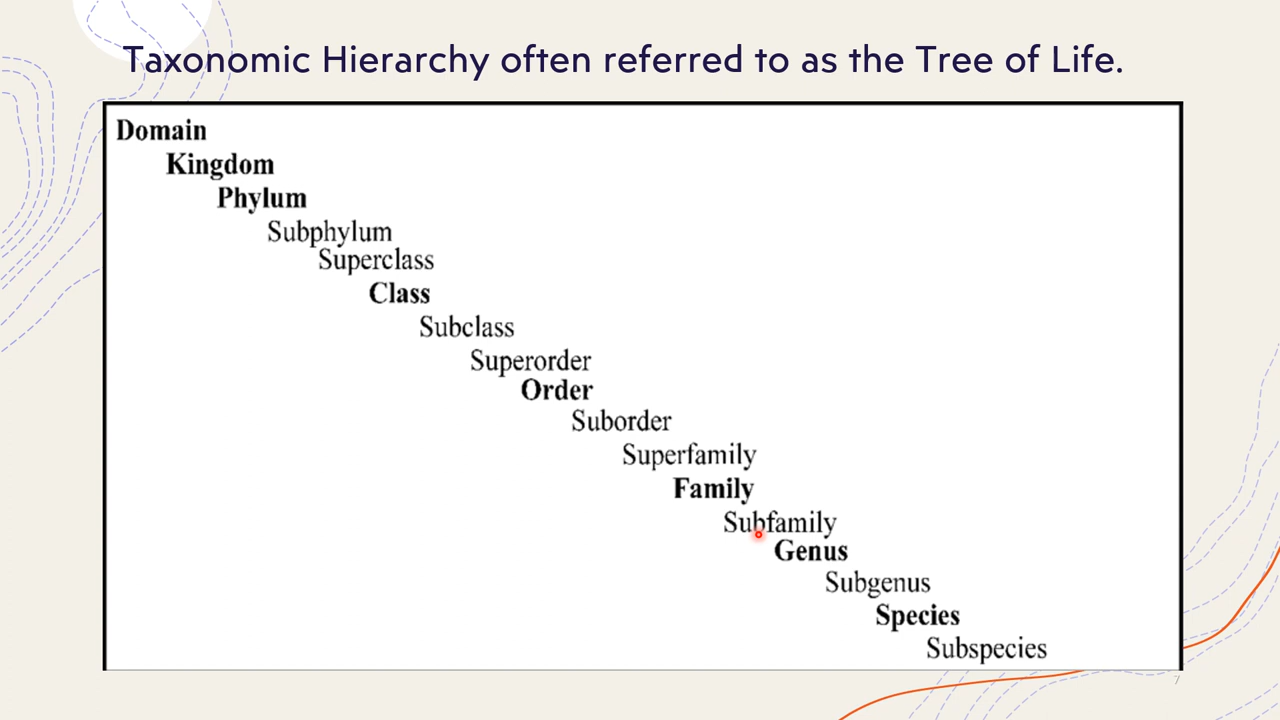 Taxonomic Hierarchy often referred to as the Tree of Life.
Domain
Kingdom
Phylum
Subphylum
Superclass
Class
Subclass
Superorder
Order
Suborder
Superfamily
Family
Subfamily
Genus
Subgenus
Species
Subspecies
7